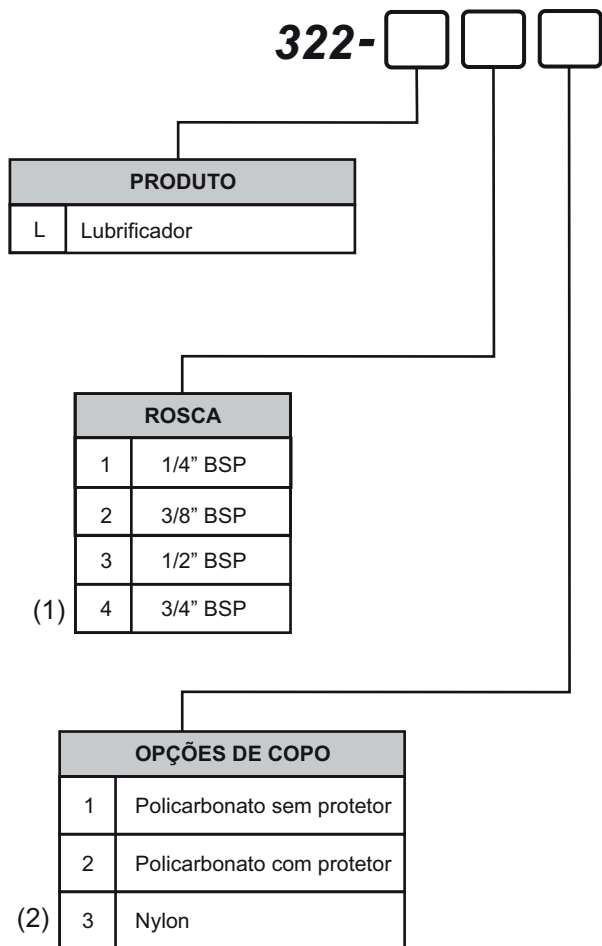 322-
PRODUTO
L Lubrificador
ROSCA
1 1/4” BSP
2 3/8” BSP
3 1/2” BSP
(1) 4 3/4” BSP
OPÇÕES DE COPO
1 Policarbonato sem protetor
2 Policarbonato com protetor
(2) 3 Nylon